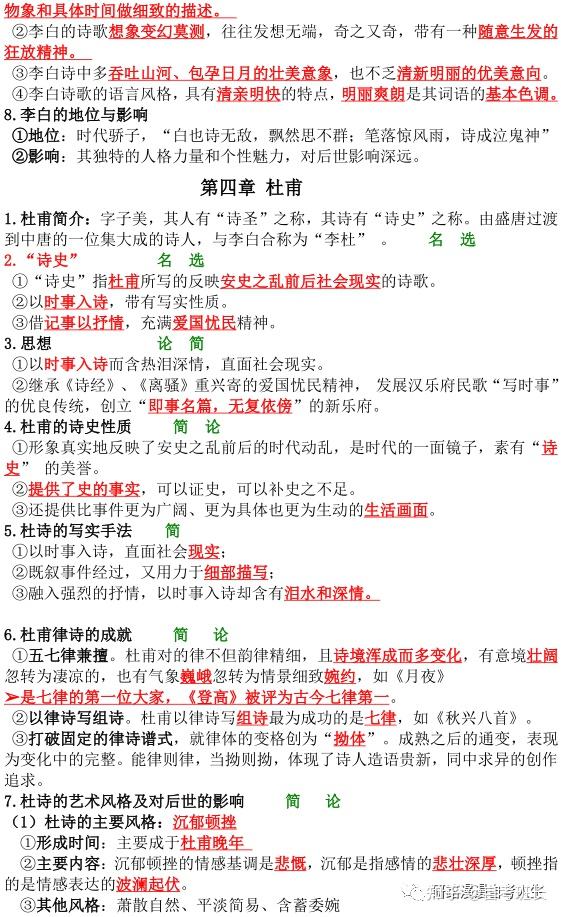 物象和具体时间做细致的描述。
②李白的诗歌想象变幻莫测，往往发想无端，奇之又奇，带有一种随意生发的
狂放精神。
③李白诗中多吞吐山河、包孕日月的壮美意象，也不乏清新明丽的优美意向。
④李白诗歌的语言风格，具有清亲明快的特点，明丽爽朗是其词语的基本色调。
8.李白的地位与影响
①地位：时代骄子，“白也诗无敌，飘然思不群；笔落惊风雨，诗成泣鬼神”
②影响：其独特的人格力量和个性魅力，对后世影响深远。
第四章 杜甫
1.杜甫简介：字子美，其人有“诗圣”之称，其诗有“诗史”之称。由盛唐过渡
到中唐的一位集大成的诗人，与李白合称为“李杜” 。 名 选
2.“诗史” 名 选
①“诗史”指杜甫所写的反映安史之乱前后社会现实的诗歌。
②以时事入诗，带有写实性质。
③借记事以抒情，充满爱国忧民精神。
3.思想 论 简
①以时事入诗而含热泪深情，直面社会现实。
②继承《诗经》、《离骚》重兴寄的爱国忧民精神， 发展汉乐府民歌“写时事”
的优良传统，创立“即事名篇，无复依傍”的新乐府。
4.杜甫的诗史性质 简 论
①形象真实地反映了安史之乱前后的时代动乱，是时代的一面镜子，素有“诗
史” 的美誉。
②提供了史的事实，可以证史，可以补史之不足。
③还提供比事件更为广阔、更为具体也更为生动的生活画面。
5.杜诗的写实手法 简
①以时事入诗，直面社会现实；
②既叙事件经过，又用力于细部描写；
③融入强烈的抒情，以时事入诗却含有泪水和深情。
6.杜甫律诗的成就 简 论
①五七律兼擅。杜甫对的律不但韵律精细，且诗境浑成而多变化，有意境壮阔
忽转为凄凉的，也有气象巍峨忽转为情景细致婉约，如《月夜》
➢是七律的第一位大家，《登高》被评为古今七律第一。
②以律诗写组诗。杜甫以律诗写组诗最为成功的是七律，如《秋兴八首》。
③打破固定的律诗谱式，就律体的变格创为“拗体”。成熟之后的通变，表现
为变化中的完整。能律则律，当拗则拗，体现了诗人造语贵新，同中求异的创作
追求。
7.杜诗的艺术风格及对后世的影响 简 论
（1）杜诗的主要风格：沉郁顿挫
①形成时间：主要成于杜甫晚年
②主要内容：沉郁顿挫的情感基调是悲慨，沉郁是指感情的悲壮深厚，顿挫指
的是情感表达的波澜起伏。
③其他风格：萧散自然、平淡简易、含蓄委婉